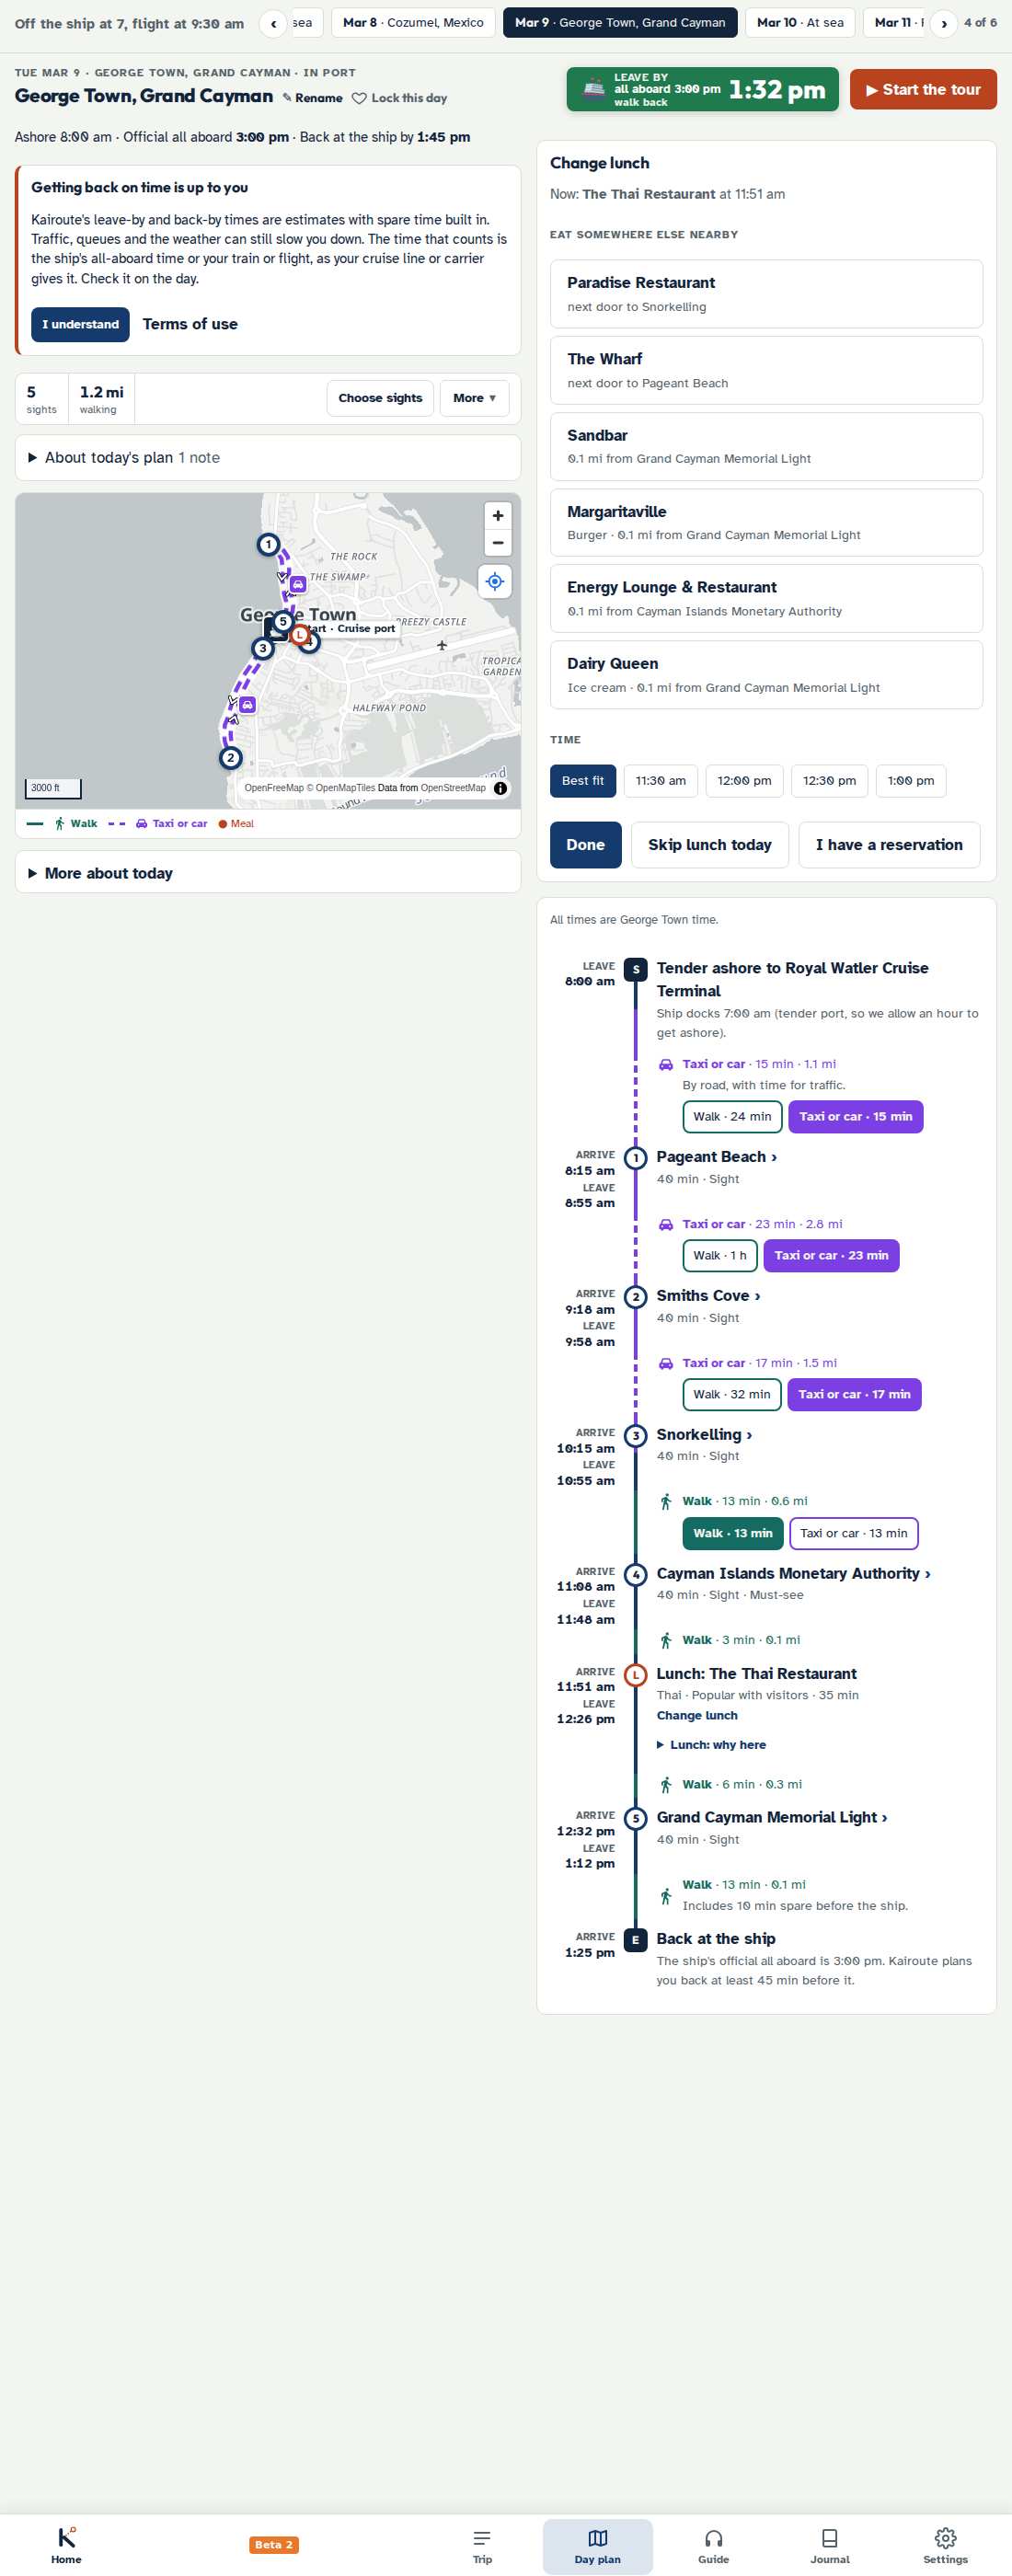 Off the ship at 7, flight at 9:30 am
‹
sea
Mar 8 · Cozumel, Mexico
Mar 9 · George Town, Grand Cayman
Mar 10 · At sea
Mar 11 ·
›
4 of 6
TUE MAR 9 · GEORGE TOWN, GRAND CAYMAN · IN PORT
George Town, Grand Cayman
✎ Rename
Lock this day
LEAVE BY
all aboard 3:00 pm
walk back
1:32 pm
▶ Start the tour
Ashore 8:00 am · Official all aboard 3:00 pm · Back at the ship by 1:45 pm
Getting back on time is up to you
Kairoute's leave-by and back-by times are estimates with spare time built in.
Traffic, queues and the weather can still slow you down. The time that counts is
the ship's all-aboard time or your train or flight, as your cruise line or carrier
gives it. Check it on the day.
I understand
Terms of use
5
sights
1.2 mi
walking
Choose sights
More ▾
▶ About today's plan 1 note
1
THE ROCK
THE SWAMP
George Town
5
tart · Cruise port
BREEZY CASTLE
L
4
3
TROPICA
GARDEN
HALFWAY POND
2
3000 ft
OpenFreeMap © OpenMapTiles Data from OpenStreetMap
Walk
Taxi or car
Meal
▶ More about today
Change lunch
Now: The Thai Restaurant at 11:51 am
EAT SOMEWHERE ELSE NEARBY
Paradise Restaurant
next door to Snorkelling
The Wharf
next door to Pageant Beach
Sandbar
0.1 mi from Grand Cayman Memorial Light
Margaritaville
Burger · 0.1 mi from Grand Cayman Memorial Light
Energy Lounge & Restaurant
0.1 mi from Cayman Islands Monetary Authority
Dairy Queen
Ice cream · 0.1 mi from Grand Cayman Memorial Light
TIME
Best fit
11:30 am
12:00 pm
12:30 pm
1:00 pm
Done
Skip lunch today
I have a reservation
All times are George Town time.
LEAVE
8:00 am
S
Tender ashore to Royal Watler Cruise
Terminal
Ship docks 7:00 am (tender port, so we allow an hour to
get ashore).
Taxi or car · 15 min · 1.1 mi
By road, with time for traffic.
Walk · 24 min
Taxi or car · 15 min
ARRIVE
8:15 am
LEAVE
8:55 am
1
Pageant Beach ›
40 min · Sight
Taxi or car · 23 min · 2.8 mi
Walk · 1 h
Taxi or car · 23 min
ARRIVE
9:18 am
LEAVE
9:58 am
2
Smiths Cove ›
40 min · Sight
Taxi or car · 17 min · 1.5 mi
Walk · 32 min
Taxi or car · 17 min
ARRIVE
10:15 am
LEAVE
10:55 am
3
Snorkelling ›
40 min · Sight
Walk · 13 min · 0.6 mi
Walk · 13 min
Taxi or car · 13 min
ARRIVE
11:08 am
LEAVE
11:48 am
4
Cayman Islands Monetary Authority ›
40 min · Sight · Must-see
Walk · 3 min · 0.1 mi
ARRIVE
11:51 am
LEAVE
12:26 pm
L
Lunch: The Thai Restaurant
Thai · Popular with visitors · 35 min
Change lunch
▶ Lunch: why here
Walk · 6 min · 0.3 mi
ARRIVE
12:32 pm
LEAVE
1:12 pm
5
Grand Cayman Memorial Light ›
40 min · Sight
Walk · 13 min · 0.1 mi
Includes 10 min spare before the ship.
ARRIVE
1:25 pm
E
Back at the ship
The ship's official all aboard is 3:00 pm. Kairoute plans
you back at least 45 min before it.
Home
Beta 2
Trip
Day plan
Guide
Journal
Settings